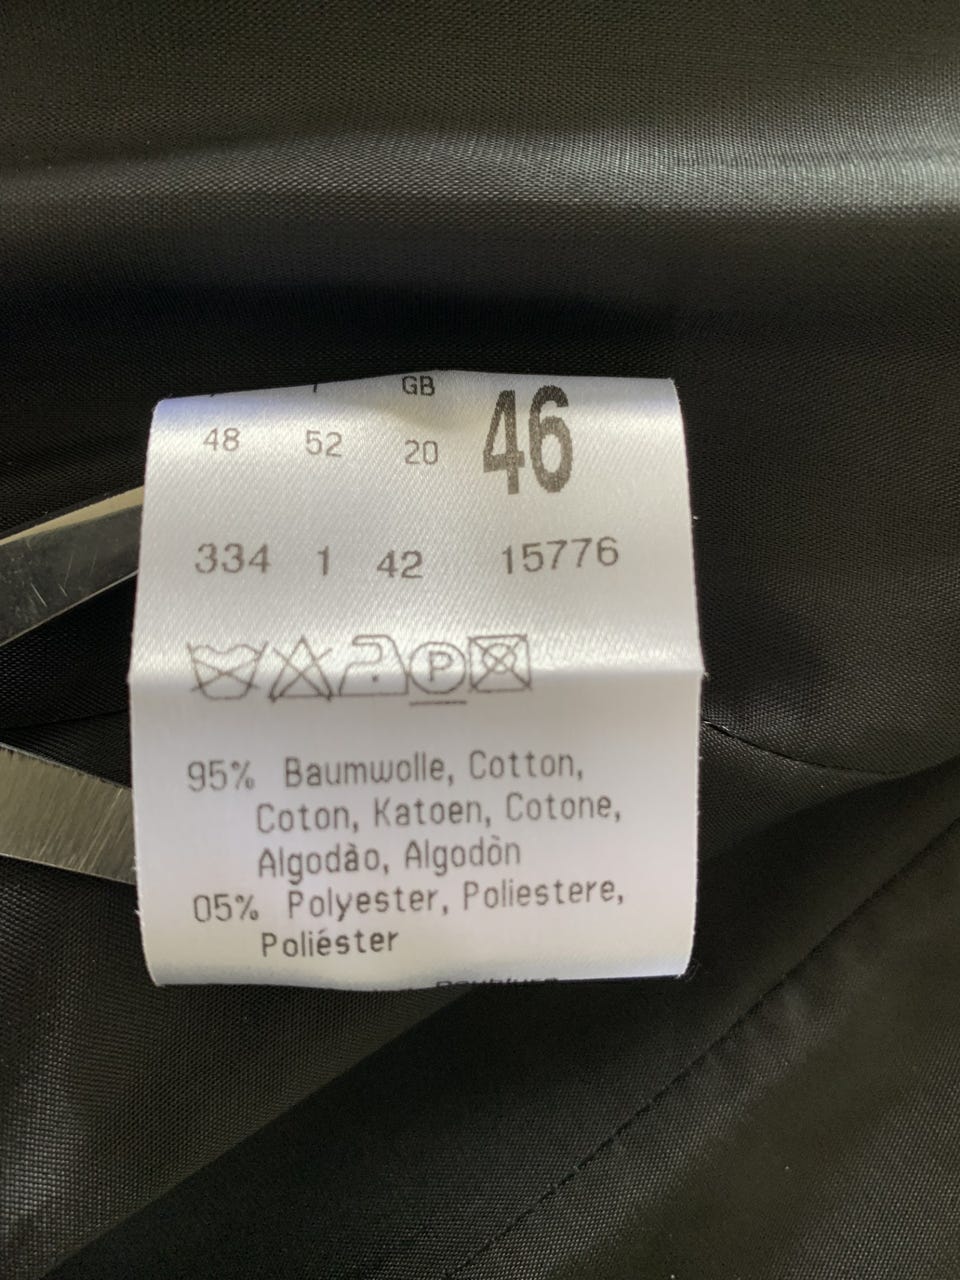 GB
48 52 20 46
334 1 42 15776
P
95% Baumwolle, Cotton,
Coton, Katoen, Cotone,
Algodào, Algodòn
05% Polyester, Poliestere,
Poliéster